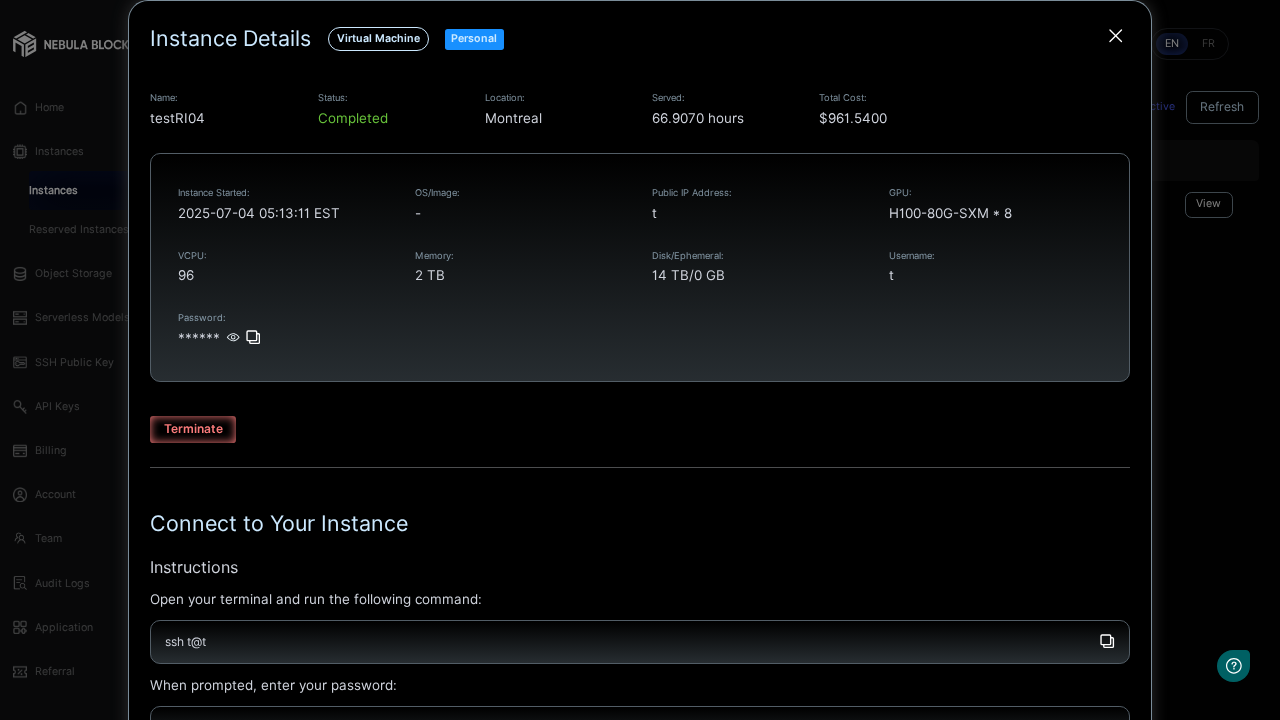 Instance Details
Virtual Machine
Personal
NEBULA BLOCK
EN
FR
Home
Instances
Instances
Reserved Instances
Object Storage
Serverless Models
SSH Public Key
API Keys
Billing
Account
Team
Audit Logs
Application
Referral
Refresh
View
Name:
testRI04
Status:
Completed
Location:
Montreal
Served:
66.9070 hours
Total Cost:
$961.5400
Instance Started:
2025-07-04 05:13:11 EST
OS/Image:
-
Public IP Address:
t
GPU:
H100-80G-SXM * 8
VCPU:
96
Memory:
2 TB
Disk/Ephemeral:
14 TB/0 GB
Username:
t
Password:
******
Terminate
Connect to Your Instance
Instructions
Open your terminal and run the following command:
ssh t@t
When prompted, enter your password: